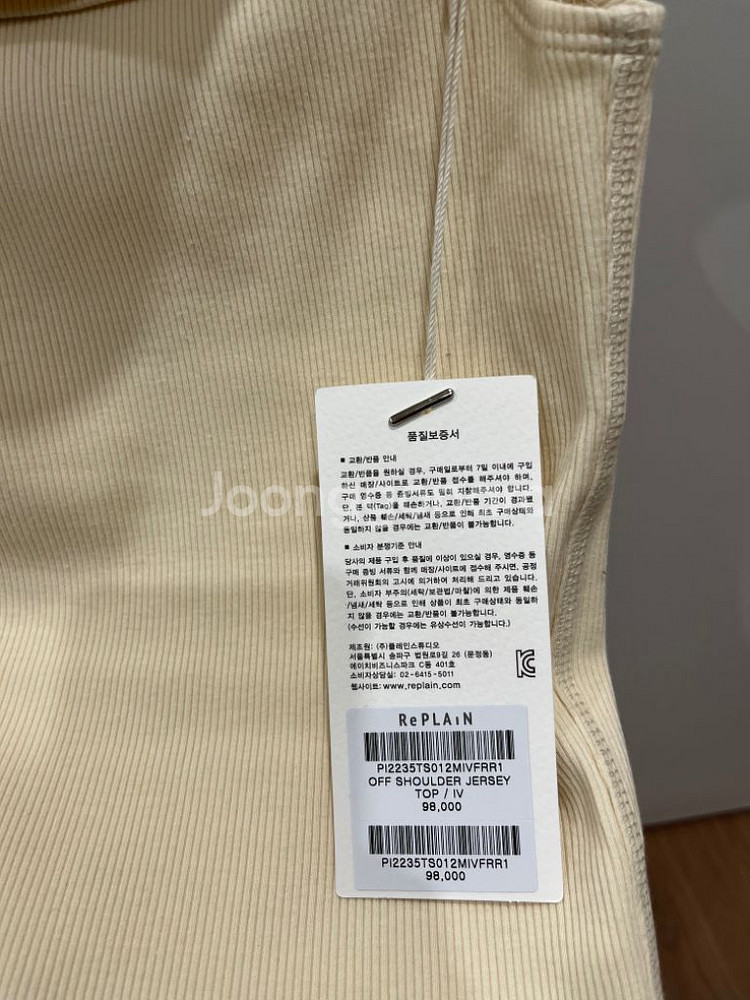 품질보증서
■ 교환/반품 안내
교환/반품을 원하실 경우, 구매일로부터 7일 이내에 구입
하신 매장/사이트로 교환/반품 접수를 해주셔야 하며,
구매 영수증 등 증빙서류도 필히 지참해주셔야 합니다.
단, 본 택(Tag)을 훼손하거나, 교환/반품 기간이 경과됐
거나, 상품 훼손/세탁/냄새 등으로 인해 최초 구매상태와
동일하지 않을 경우에는 교환/반품이 불가능합니다.
■ 소비자 분쟁기준 안내
당사의 제품 구입 후 품질에 이상이 있으실 경우, 영수증 등
구매 증빙 서류와 함께 매장/사이트에 접수해 주시면, 공정
거래위원회의 고시에 의거하여 처리해 드리고 있습니다.
단, 소비자 부주의(세탁/보관법/마찰)에 의한 제품 훼손
/냄새/세탁 등으로 인해 상품이 최초 구매상태와 동일하
지 않을 경우에는 교환/반품이 불가능합니다.
(수선이 가능할 경우에는 유상수선이 가능합니다.)
제조원: (주)플레인스튜디오
서울특별시 송파구 법원로9길 26 (문정동)
에이치비즈니스파크 C동 401호
소비자상담실: 02-6415-5011
웹사이트: www.replain.com
RePLAiN
PI2235TS012MIVFRR1
OFF SHOULDER JERSEY
TOP / IV
98,000
PI2235TS012MIVFRR1
98,000